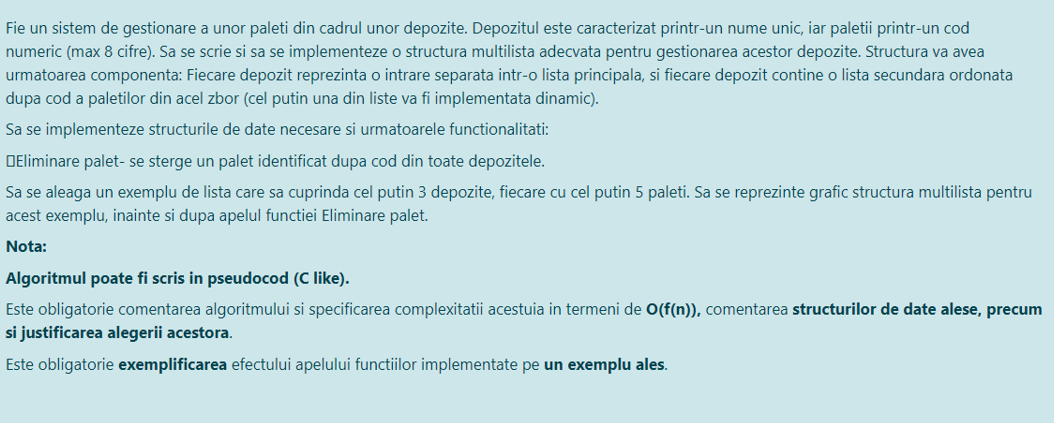 Fie un sistem de gestionare a unor paleti din cadrul unor depozite. Depozitul este caracterizat printr-un nume unic, iar paletii printr-un cod
numeric (max 8 cifre). Sa se scrie si sa se implementeze o structura multilista adecvata pentru gestionarea acestor depozite. Structura va avea
urmatoarea componenta: Fiecare depozit reprezinta o intrare separata intr-o lista principala, si fiecare depozit contine o lista secundara ordonata
dupa cod a paletilor din acel zbor (cel putin una din liste va fi implementata dinamic).
Sa se implementeze structurile de date necesare si urmatoarele functionalitati:
Eliminare palet- se sterge un palet identificat dupa cod din toate depozitele.
Sa se aleaga un exemplu de lista care sa cuprinda cel putin 3 depozite, fiecare cu cel putin 5 paleti. Sa se reprezinte grafic structura multilista pentru
acest exemplu, inainte si dupa apelul functiei Eliminare palet.
Nota:
Algoritmul poate fi scris in pseudocod (C like).
Este obligatorie comentarea algoritmului si specificarea complexitatii acestuia in termeni de O(f(n)), comentarea structurilor de date alese, precum
si justificarea alegerii acestora.
Este obligatorie exemplificarea efectului apelului functiilor implementate pe un exemplu ales.